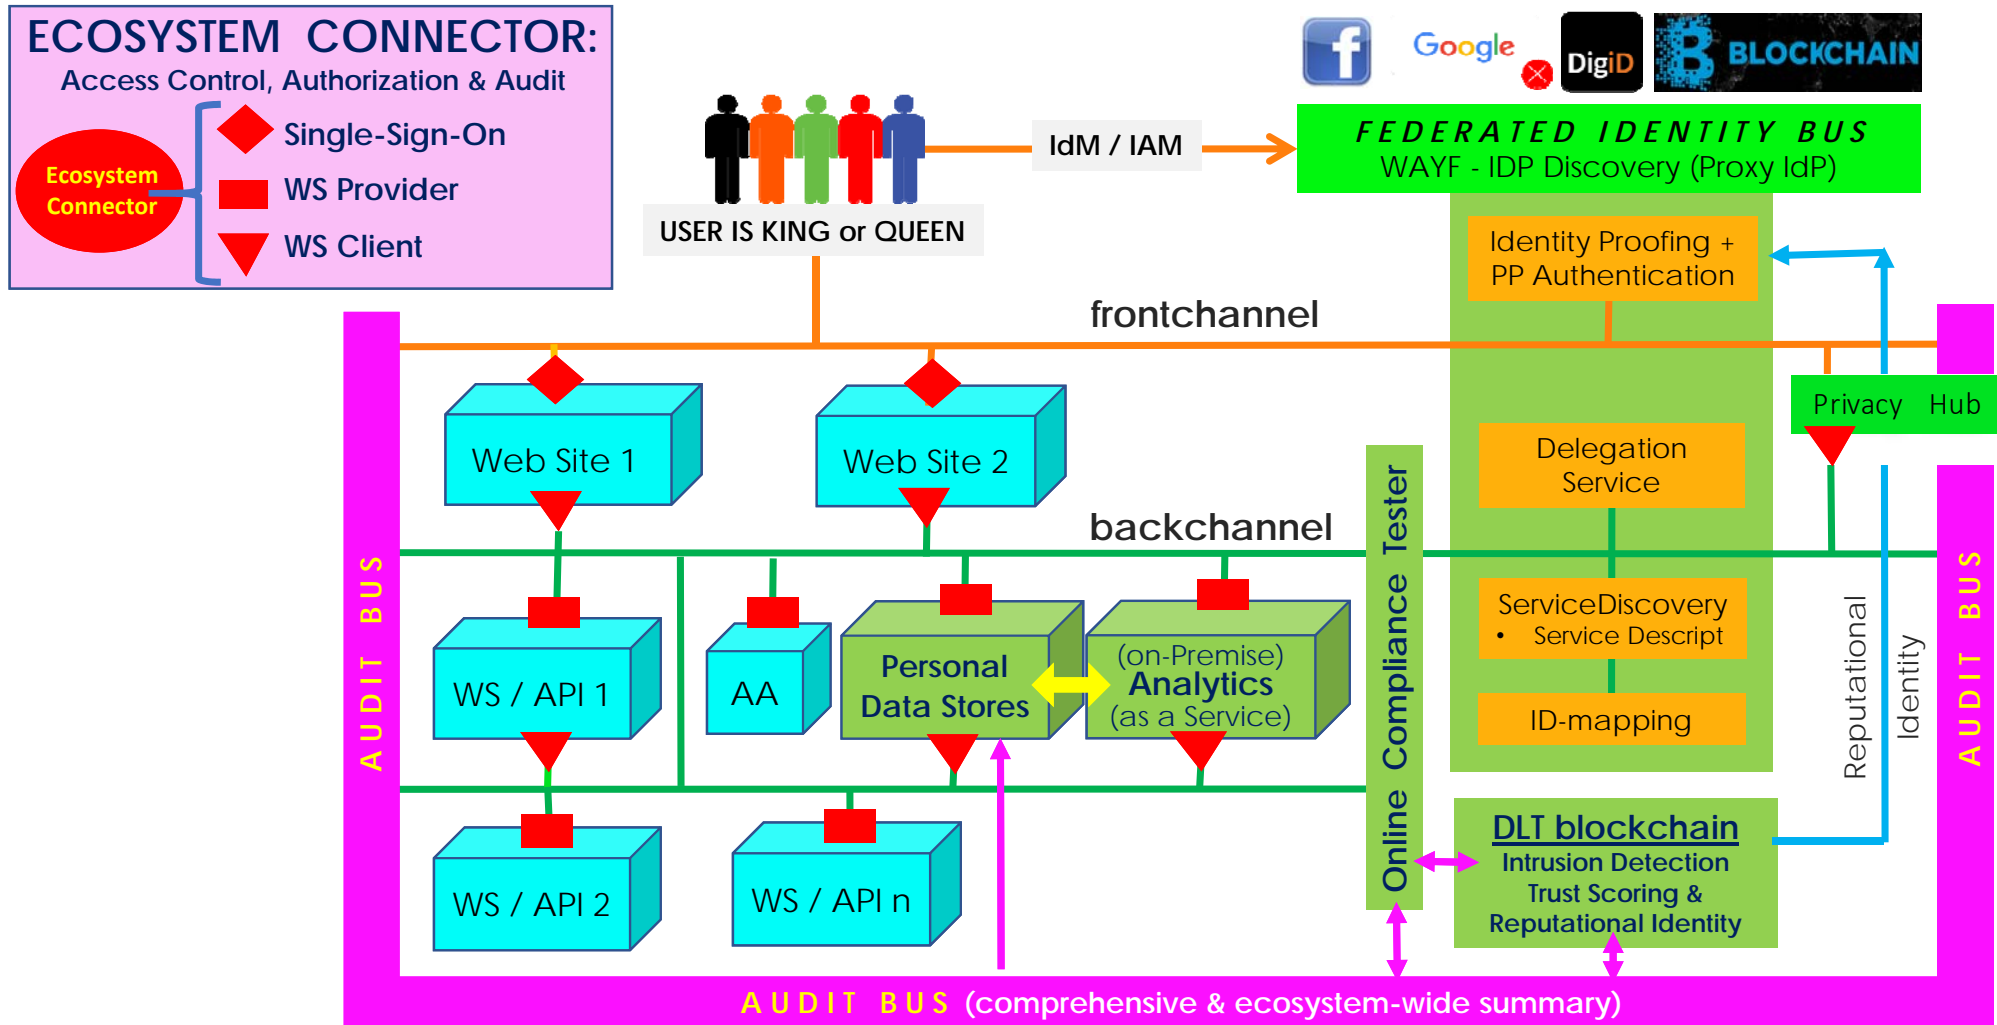 ECOSYSTEM CONNECTOR:
Access Control, Authorization & Audit
Ecosystem
Connector
Single-Sign-On
WS Provider
WS Client
USER IS KING or QUEEN
IdM / IAM
f
Google
DigiD
BLOCKCHAIN
FEDERATED IDENTITY BUS
WAYF - IDP Discovery (Proxy IdP)
Identity Proofing +
PP Authentication
frontchannel
Privacy Hub
Web Site 1
Web Site 2
Delegation
Service
backchannel
Online Compliance Tester
AUDIT BUS
WS / API 1
AA
Personal
Data Stores
(on-Premise)
Analytics
(as a Service)
ServiceDiscovery
• Service Descript
ID-mapping
Reputational
Identity
AUDIT BUS
WS / API 2
WS / API n
DLT blockchain
Intrusion Detection
Trust Scoring &
Reputational Identity
AUDIT BUS (comprehensive & ecosystem-wide summary)